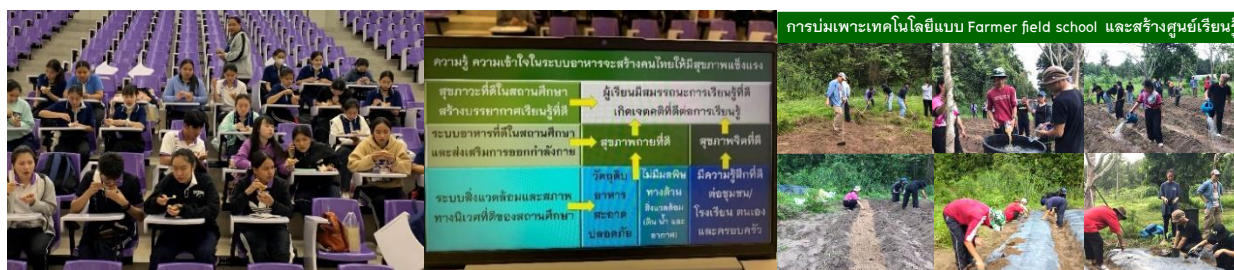 ความรู้ ความเข้าใจในระบบอาหารจะสร้างคนไทยให้มีสุขภาพแข็งแรง
สุขภาวะที่ดีในสถานศึกษา
สร้างบรรยากาศเรียนรู้ที่ดี
ผู้เรียนมีสมรรถนะการเรียนรู้ที่ดี
เกิดเจตคติที่ดีต่อการเรียนรู้
ระบบอาหารที่ดีในสถานศึกษา
และส่งเสริมการออกกำลังกาย
สุขภาพกายที่ดี
สุขภาพจิตที่ดี
ระบบสิ่งแวดล้อมและสภาพ
ทางนิเวศที่ดีของสถานศึกษา
วัตถุดิบ
อาหาร
สะอาด
ปลอดภัย
ไม่มีมลพิษ
ทางด้าน
สิ่งแวดล้อม
(ดิน น้ำ และ
อากาศ)
มีความรู้สึกที่ดี
ต่อชุมชน/
โรงเรียน ตนเอง
และครอบครัว
การบ่มเพาะเทคโนโลยีแบบ Farmer field school และสร้างศูนย์เรียนรู้